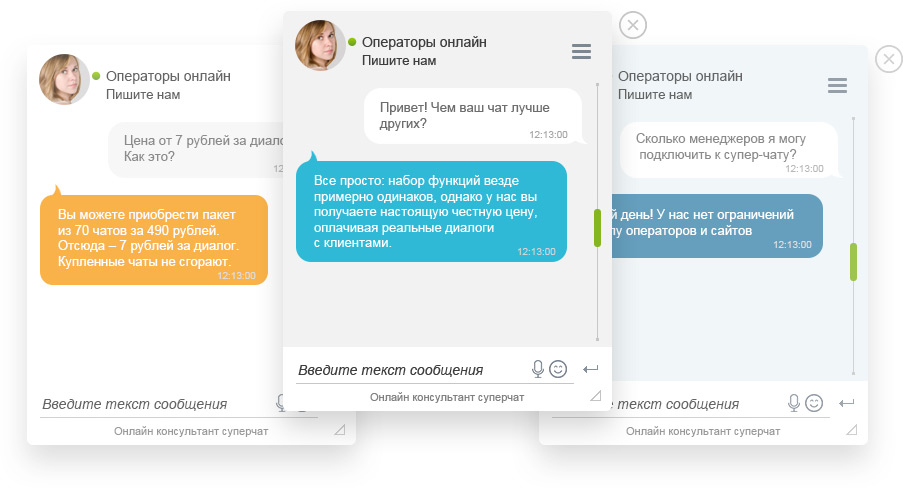 Операторы онлайн
Пишите нам
Цена от 7 рублей за
Как это?
Вы можете приобрести пакет
из 70 чатов за 490 рублей.
Отсюда – 7 рублей за диалог.
Купленные чаты не сгорают.
12:13:00
Введите текст сообщения
Онлайн консультант суперчат
Операторы онлайн
Пишите нам
Привет! Чем ваш чат лучше
других?
12:13:00
Все просто: набор функций везде
примерно одинаков, однако у нас вы
получаете настоящую честную цену,
оплачивая реальные диалоги
с клиентами.
12:13:00
Введите текст сообщения
Онлайн консультант суперчат
Операторы онлайн
Пишите нам
Сколько менеджеров я могу
подключить к супер-чату?
12:13:00
день! У нас нет ограничений
операторов и сайтов
12:13:00
текст сообщения
Онлайн консультант суперчат